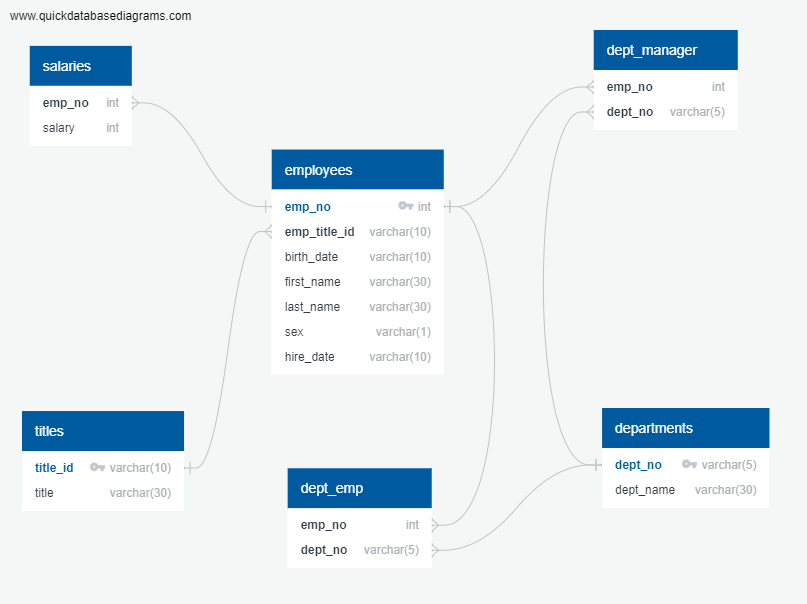 www.quickdatabasediagrams.com
salaries
emp_no int
salary int
dept_manager
emp_no int
dept_no varchar(5)
employees
emp_no int
emp_title_id varchar(10)
birth_date varchar(10)
first_name varchar(30)
last_name varchar(30)
sex varchar(1)
hire_date varchar(10)
titles
title_id varchar(10)
title varchar(30)
dept_emp
emp_no int
dept_no varchar(5)
departments
dept_no varchar(5)
dept_name varchar(30)